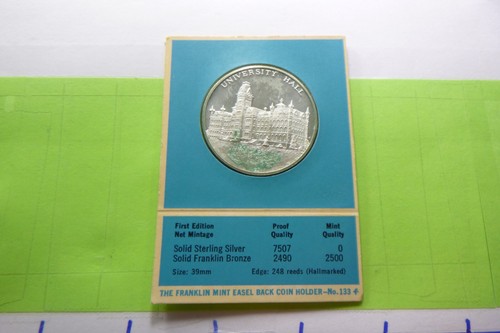 UNIVERSITY HALL
First Edition Proof Mint
Net Mintage Quality Quality
Solid Sterling Silver 7507 0
Solid Franklin Bronze 2490 2500
Size: 39mm Edge: 248 reeds (Hallmarked)
THE FRANKLIN MINT EASEL BACK COIN HOLDER—No. 133